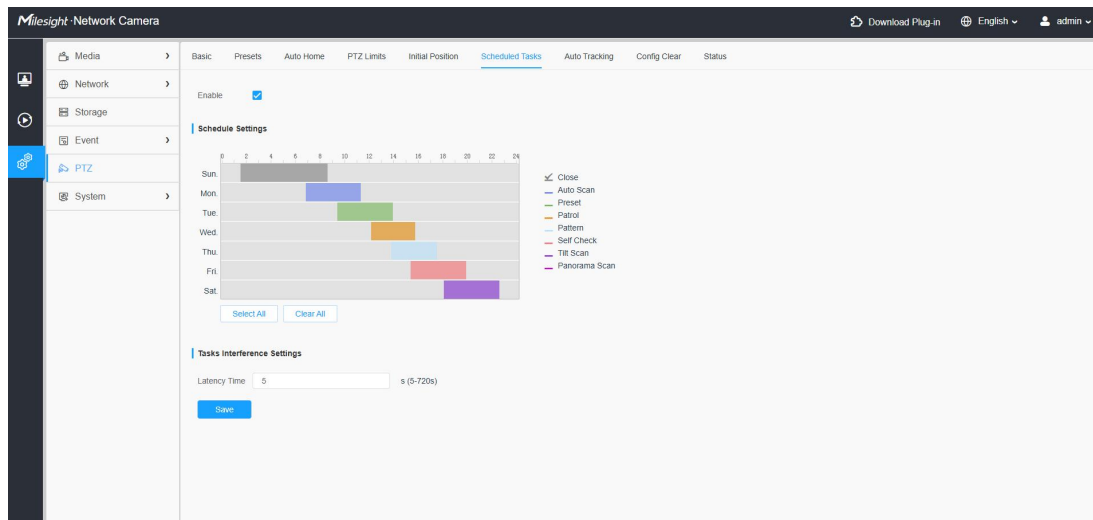 Milesight · Network Camera
Download Plug-in English admin
Media
Network
Storage
Event
PTZ
System
Basic Presets Auto Home PTZ Limits Initial Position Scheduled Tasks Auto Tracking Config Clear Status
Enable
Schedule Settings
0 2 4 6 8 10 12 14 16 18 20 22 24
Sun.
Mon.
Tue.
Wed.
Thu.
Fri.
Sat.
Close
Auto Scan
Preset
Patrol
Pattern
Self Check
Tilt Scan
Panorama Scan
Select All Clear All
Tasks Interference Settings
Latency Time 5 s (5-720s)
Save